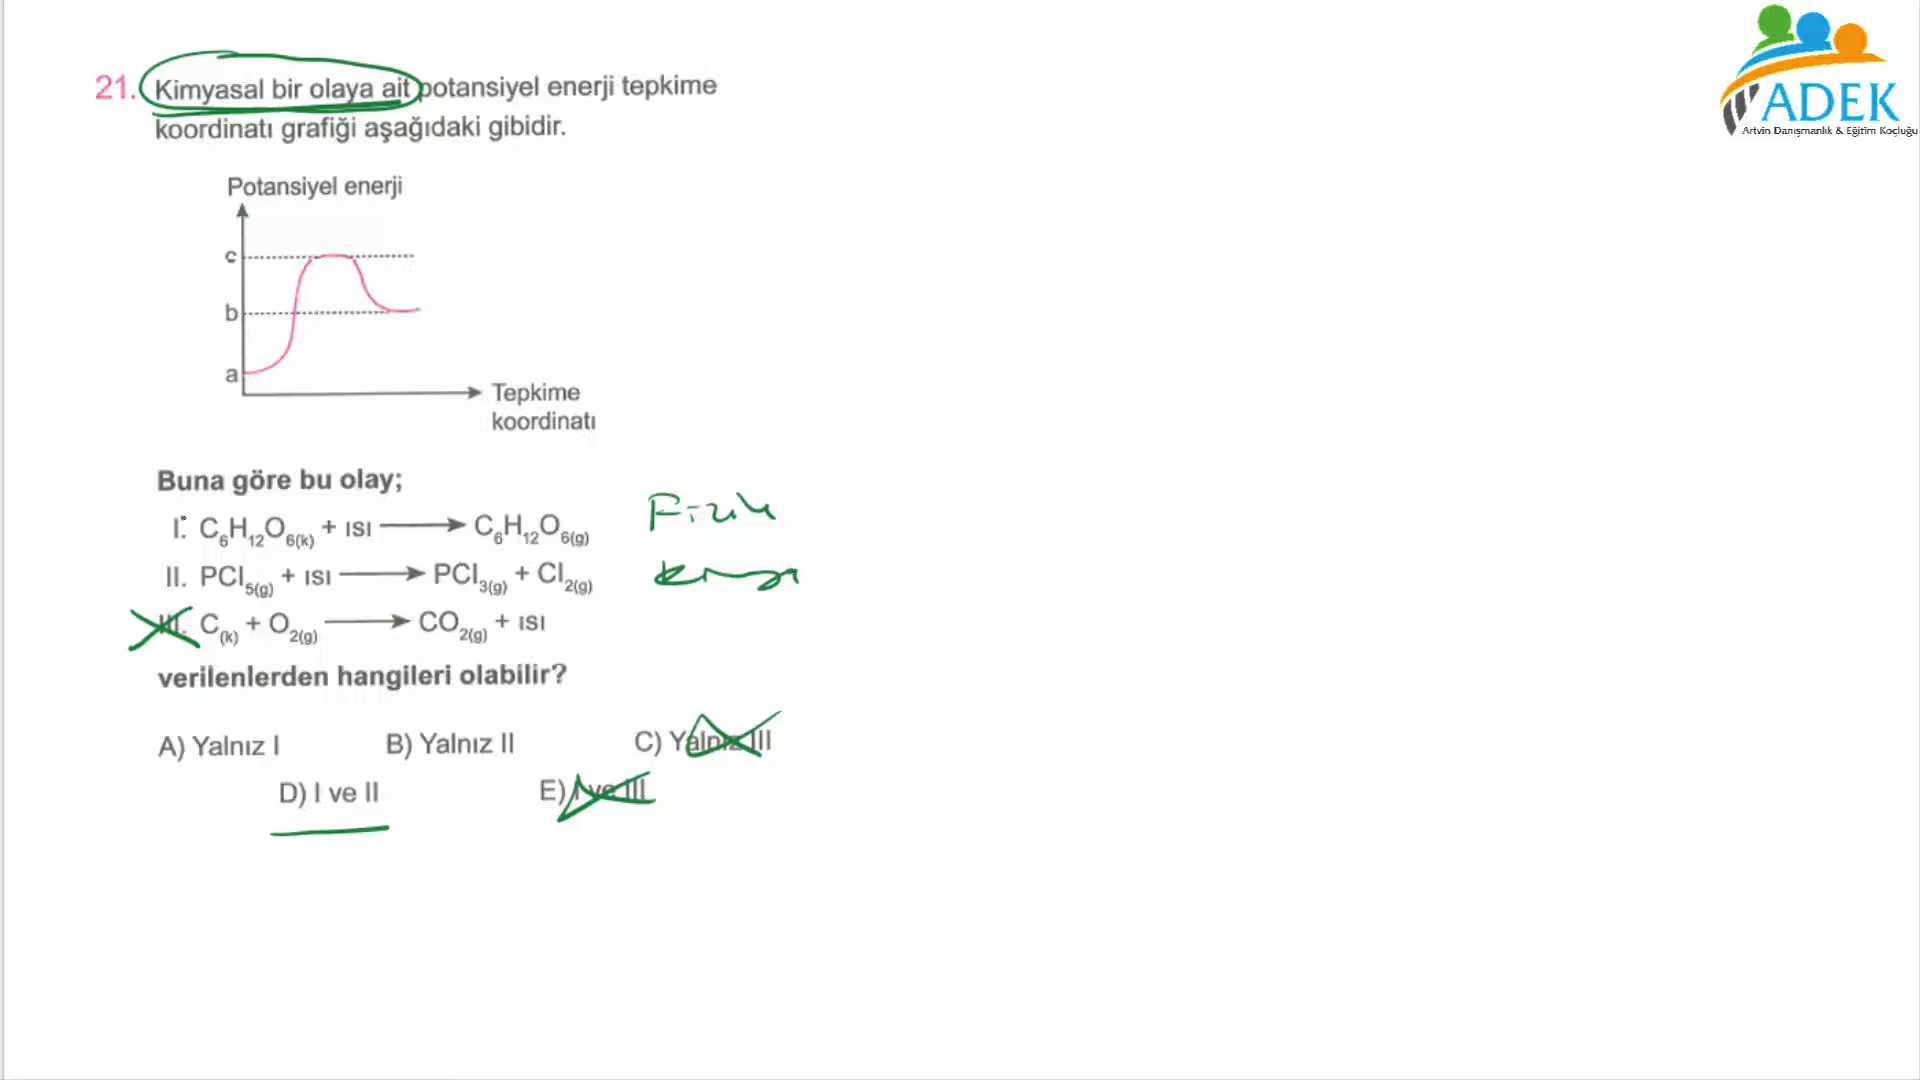 ADEK
Artvin Danışmanlık & Eğitim Koçluğu
21. Kimyasal bir olaya ait potansiyel enerji tepkime
koordinatı grafiği aşağıdaki gibidir.
Potansiyel enerji
c
b
a
Tepkime
koordinatı
Buna göre bu olay;
I. C6H12O6(k) + ısı ⟶ C6H12O6(g)
Fizik
II. PCl5(g) + ısı ⟶ PCl3(g) + Cl2(g)
III. C(k) + O2(g) ⟶ CO2(g) + ısı
verilenlerden hangileri olabilir?
A) Yalnız I B) Yalnız II C) Yalnız III
D) I ve II E) I ve III